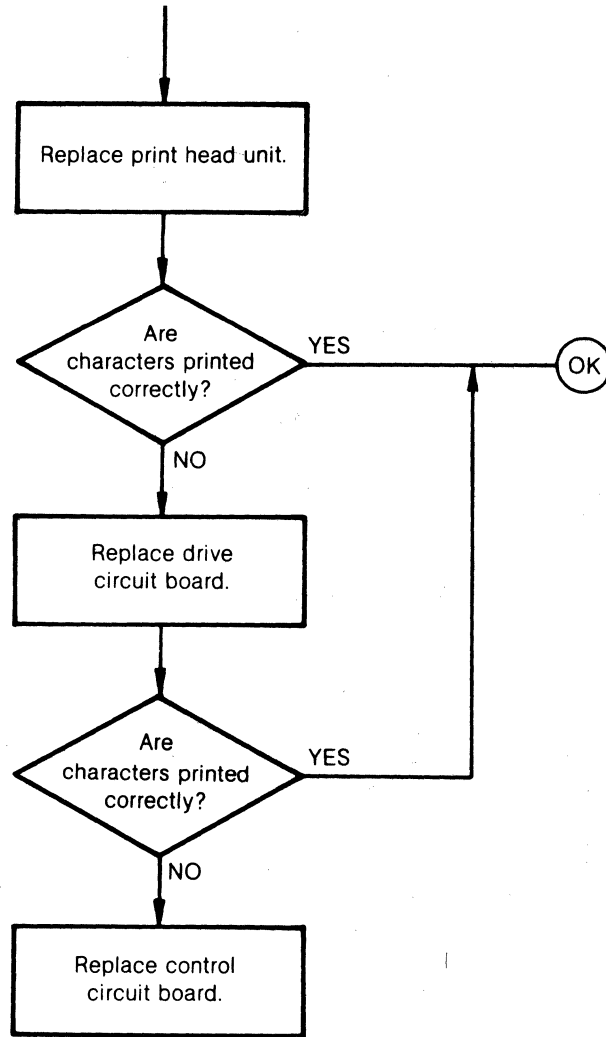 Replace print head unit.
Are
characters printed
correctly?
YES
OK
NO
Replace drive
circuit board.
Are
characters printed
correctly?
YES
NO
Replace control
circuit board.